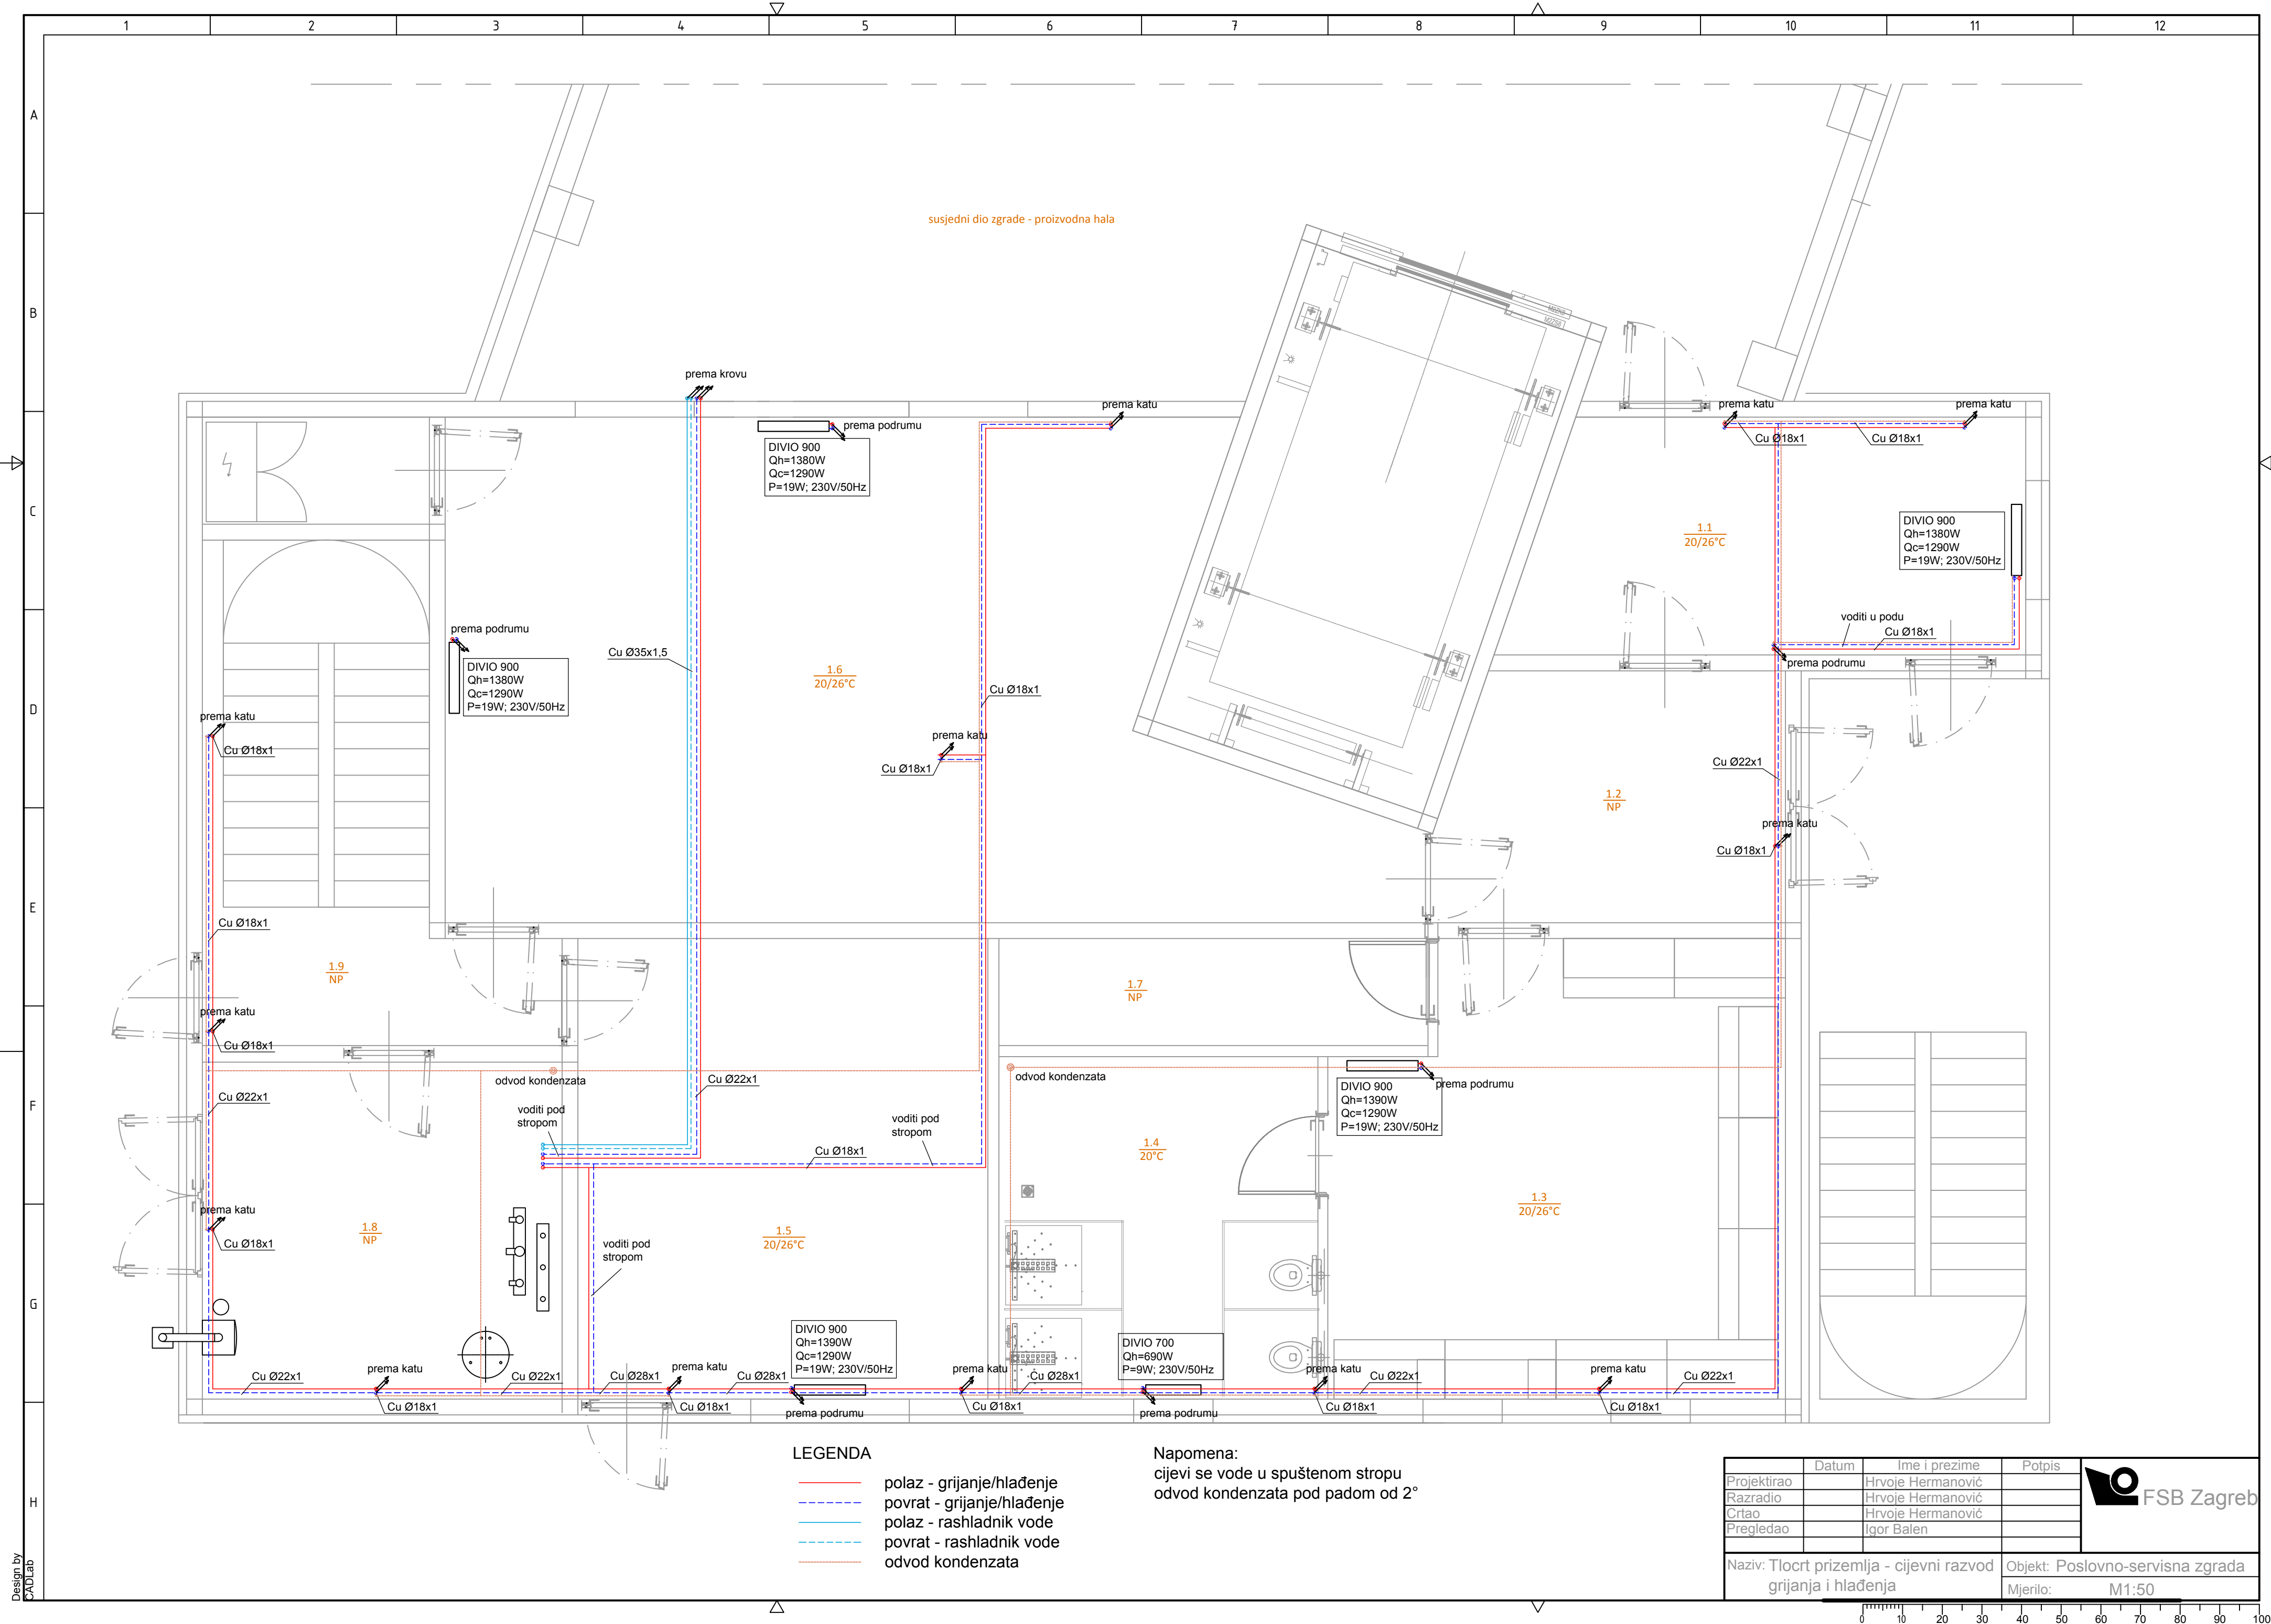 1 2 3 4 5 6 7 8 9 10 11 12
A
B
C
D
E
F
G
H
susjedni dio zgrade - proizvodna hala
prema krovu
prema podrumu
DIVIO 900
Qh=1380W
Qc=1290W
P=19W; 230V/50Hz
prema katu
prema katu
prema katu
Cu Ø18x1
Cu Ø18x1
1.1
20/26°C
DIVIO 900
Qh=1380W
Qc=1290W
P=19W; 230V/50Hz
voditi u podu
Cu Ø18x1
prema podrumu
prema podrumu
DIVIO 900
Qh=1380W
Qc=1290W
P=19W; 230V/50Hz
Cu Ø35x1,5
1.6
20/26°C
Cu Ø18x1
prema katu
Cu Ø18x1
prema katu
Cu Ø18x1
Cu Ø22x1
1.2
NP
prema katu
Cu Ø18x1
Cu Ø18x1
1.9
NP
1.7
NP
prema katu
Cu Ø18x1
odvod kondenzata
Cu Ø22x1
odvod kondenzata
DIVIO 900
Qh=1390W
Qc=1290W
P=19W; 230V/50Hz
prema podrumu
Cu Ø22x1
voditi pod
stropom
voditi pod
stropom
Cu Ø18x1
1.4
20°C
1.3
20/26°C
prema katu
Cu Ø18x1
1.8
NP
voditi pod
stropom
1.5
20/26°C
DIVIO 900
Qh=1390W
Qc=1290W
P=19W; 230V/50Hz
DIVIO 700
Qh=690W
P=9W; 230V/50Hz
Cu Ø22x1
prema katu
Cu Ø22x1
Cu Ø28x1
prema katu
Cu Ø28x1
prema katu
Cu Ø28x1
prema katu
Cu Ø22x1
prema katu
Cu Ø22x1
Cu Ø18x1
Cu Ø18x1
prema podrumu
Cu Ø18x1
prema podrumu
Cu Ø18x1
Cu Ø18x1
LEGENDA
polaz - grijanje/hlađenje
povrat - grijanje/hlađenje
polaz - rashladnik vode
povrat - rashladnik vode
odvod kondenzata
Napomena:
cijevi se vode u spuštenom stropu
odvod kondenzata pod padom od 2°
Datum Ime i prezime Potpis
Projektirao Hrvoje Hermanović
Razradio Hrvoje Hermanović
Crtao Hrvoje Hermanović
Pregledao Igor Balen
FSB Zagreb
Naziv: Tlocrt prizemlja - cijevni razvod
grijanja i hlađenja
Objekt: Poslovno-servisna zgrada
Mjerilo: M1:50
Design by
CADLab
0 10 20 30 40 50 60 70 80 90 100